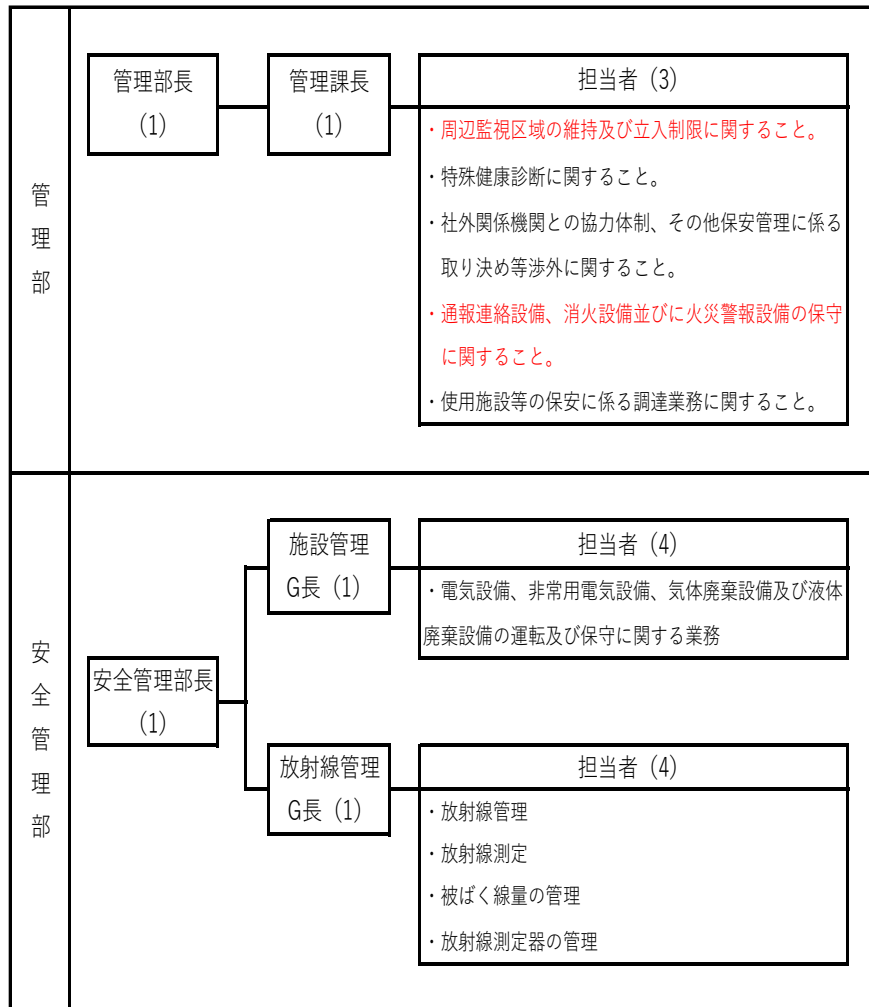 管理部
管理部長
(1)
管理課長
(1)
担当者 (3)
・周辺監視区域の維持及び立入制限に関すること。
・特殊健康診断に関すること。
・社外関係機関との協力体制、その他保安管理に係る
取り決め等渉外に関すること。
・通報連絡設備、消火設備並びに火災警報設備の保守
に関すること。
・使用施設等の保安に係る調達業務に関すること。
安全管理部
安全管理部長
(1)
施設管理
G長 (1)
担当者 (4)
・電気設備、非常用電気設備、気体廃棄設備及び液体
廃棄設備の運転及び保守に関する業務
放射線管理
G長 (1)
担当者 (4)
・放射線管理
・放射線測定
・被ばく線量の管理
・放射線測定器の管理